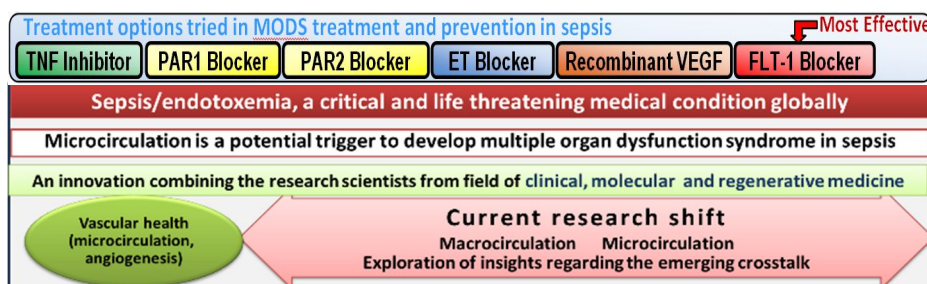 Treatment options tried in MODS treatment and prevention in sepsis
Most Effective
TNF Inhibitor PAR1 Blocker PAR2 Blocker ET Blocker Recombinant VEGF FLT-1 Blocker
Sepsis/endotoxemia, a critical and life threatening medical condition globally
Microcirculation is a potential trigger to develop multiple organ dysfunction syndrome in sepsis
An innovation combining the research scientists from field of clinical, molecular and regenerative medicine
Vascular health
(microcirculation,
angiogenesis)
Current research shift
Macrocirculation Microcirculation
Exploration of insights regarding the emerging crosstalk